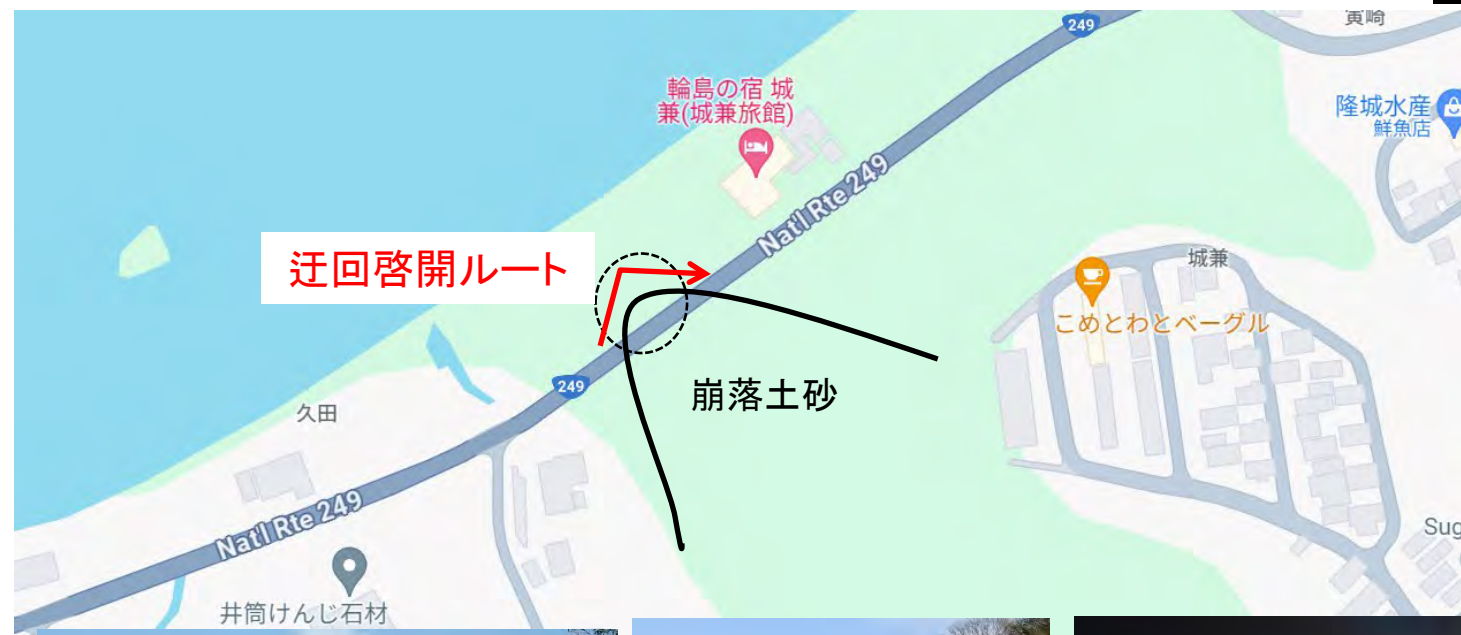 249
寅崎
輪島の宿 城
兼(城兼旅館)
隆城水産
鮮魚店
Nat'l Rte 249
城兼
迂回啓開ルート
こめとわとベーグル
249
崩落土砂
久田
Nat'l Rte 249
Sug
井筒けんじ石材